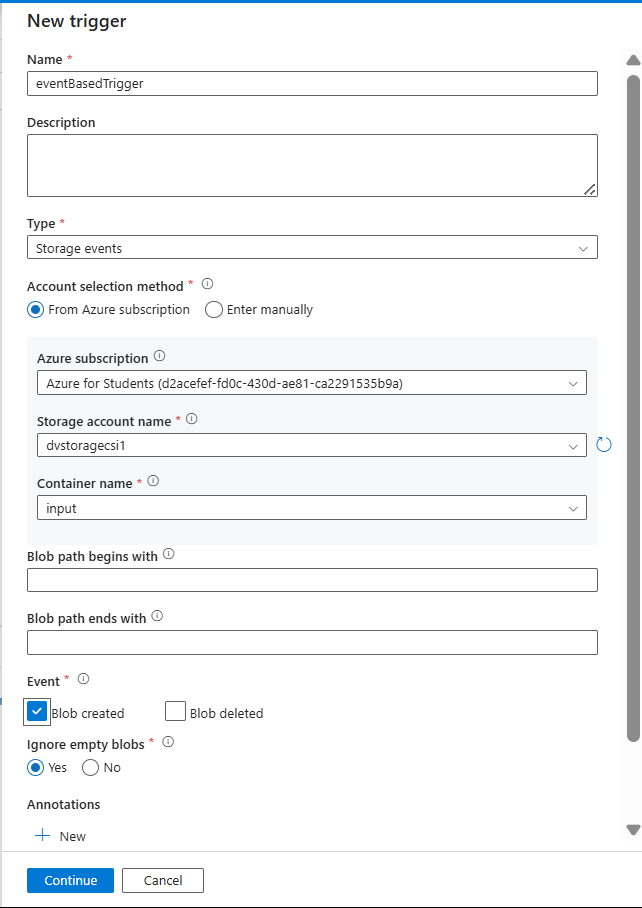 New trigger
Name *
eventBasedTrigger
Description
Type *
Storage events
Account selection method *
From Azure subscription Enter manually
Azure subscription
Azure for Students (d2acefef-fd0c-430d-ae81-ca2291535b9a)
Storage account name *
dvstoragecsi1
Container name *
input
Blob path begins with
Blob path ends with
Event *
Blob created Blob deleted
Ignore empty blobs *
Yes No
Annotations
+ New
Continue Cancel